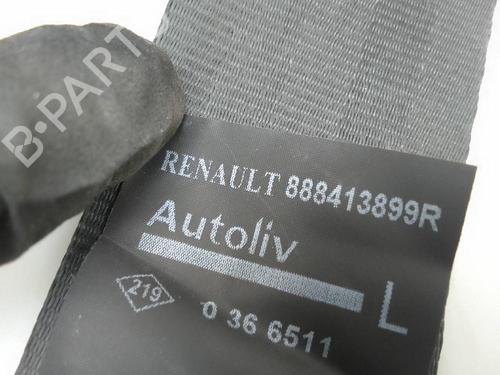 B-PART
RENAULT 888413899R
Autoliv
L
219
0 36 6511